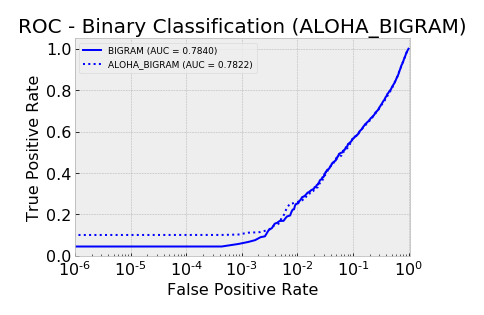 ROC - Binary Classification (ALOHA_BIGRAM)
BIGRAM (AUC = 0.7840)
ALOHA_BIGRAM (AUC = 0.7822)
True Positive Rate
1.0
0.8
0.6
0.4
0.2
0.0
10⁻⁶ 10⁻⁵ 10⁻⁴ 10⁻³ 10⁻² 10⁻¹ 10⁰
False Positive Rate